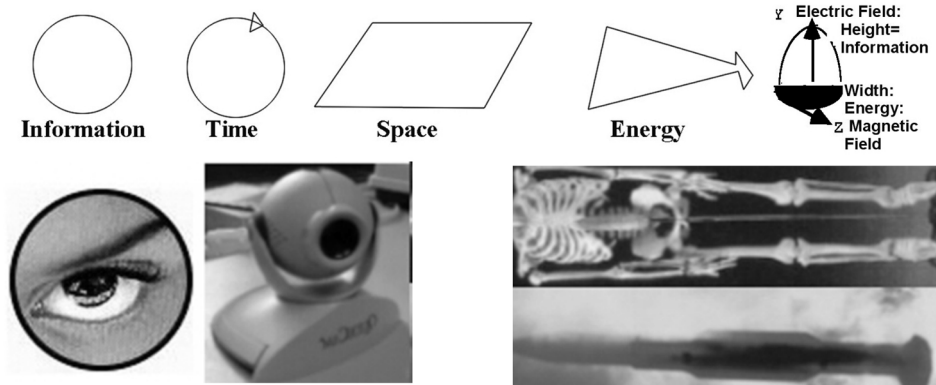 Information
Time
Space
Energy
Y Electric Field:
Height=
Information
Width:
Energy:
Z Magnetic
Field